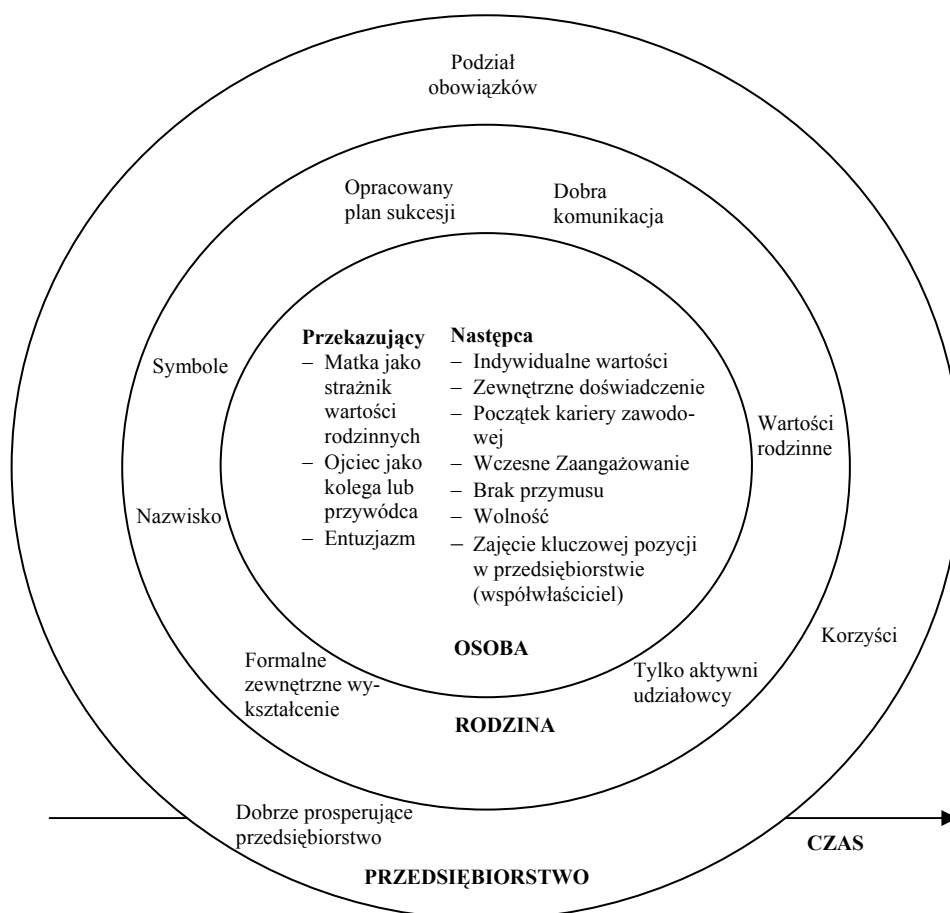 Podział
obowiązków
Opracowany
plan sukcesji
Dobra
komunikacja
Przekazujący
– Matka jako
strażnik
wartości
rodzinnych
– Ojciec jako
kolega lub
przywódca
– Entuzjazm
Następca
– Indywidualne wartości
– Zewnętrzne doświadczenie
– Początek kariery zawodo-
wej
– Wczesne Zaangażowanie
– Brak przymusu
– Wolność
– Zajęcie kluczowej pozycji
w przedsiębiorstwie
(współwłaściciel)
Symbole
Nazwisko
Wartości
rodzinne
OSOBA
Korzyści
Formalne
zewnętrzne wy-
kształcenie
Tylko aktywni
udziałowcy
RODZINA
Dobrze prosperujące
przedsiębiorstwo
CZAS
PRZEDSIĘBIORSTWO